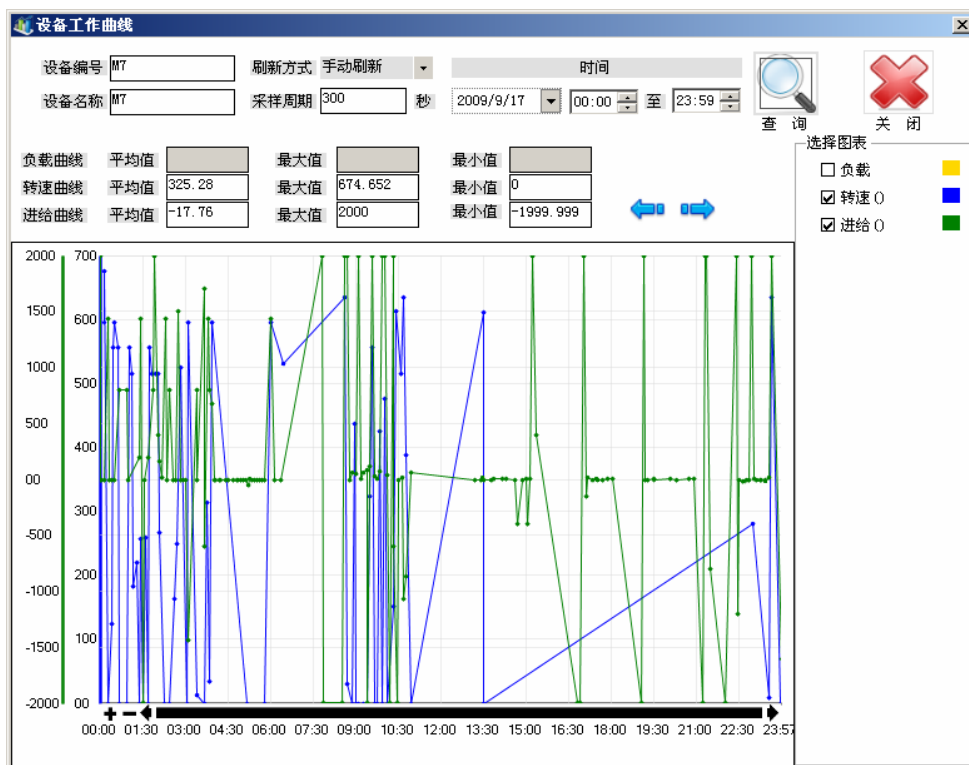 设备工作曲线
设备编号 M7 刷新方式 手动刷新 时间
设备名称 M7 采样周期 300 秒 2009/9/17 00:00 至 23:59
查 询 关 闭
选择图表
负载曲线 平均值 最大值 最小值
转速曲线 平均值 325.28 最大值 674.652 最小值 0
进给曲线 平均值 -17.76 最大值 2000 最小值 -1999.999
负载
转速()
进给()
2000 700
1500 600
1000 500
500 400
00
-500 300
-1000 200
-1500 100
-2000 00
00:00 01:30 03:00 04:30 06:00 07:30 09:00 10:30 12:00 13:30 15:00 16:30 18:00 19:30 21:00 22:30 23:57